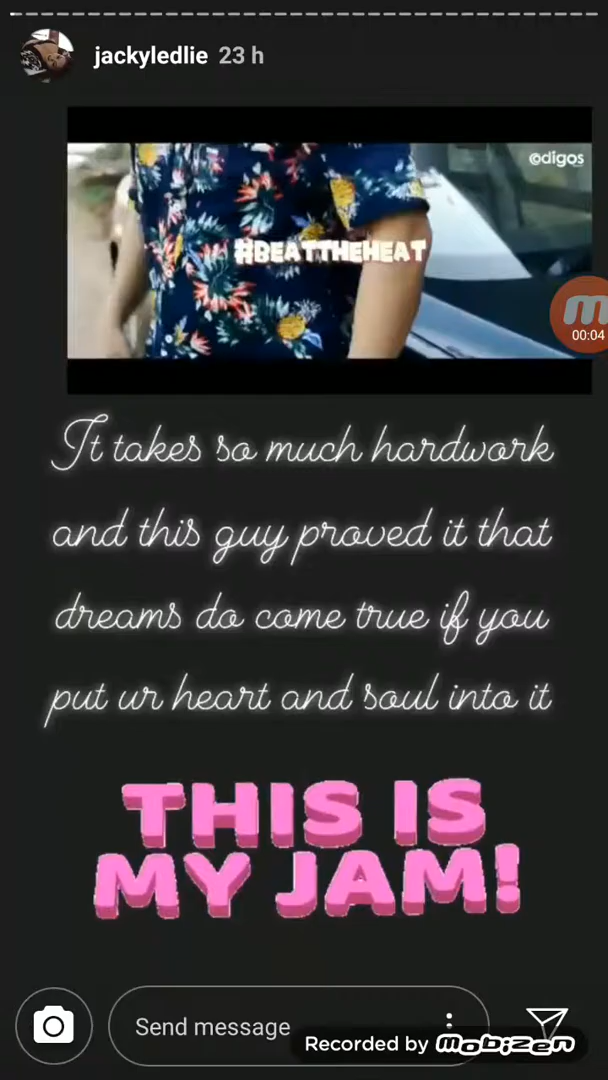 jackyledlie 23 h
©digos
#BEATTHEHEAT
00:04
It takes so much hardwork
and this guy proved it that
dreams do come true if you
put ur heart and soul into it
THIS IS
MY JAM!
Send message
Recorded by mobizen